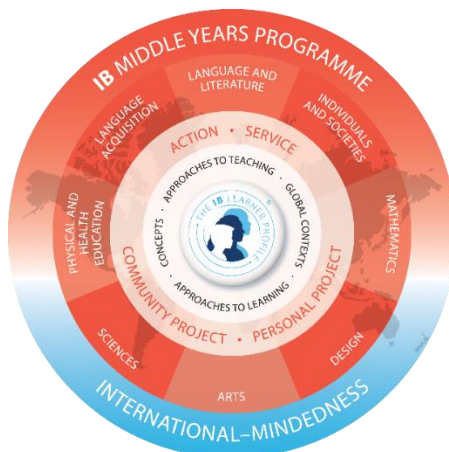 IB MIDDLE YEARS PROGRAMME
LANGUAGE AND
LITERATURE
INDIVIDUALS
AND SOCIETIES
MATHEMATICS
DESIGN
ARTS
SCIENCES
PHYSICAL AND
HEALTH
EDUCATION
LANGUAGE
ACQUISITION
ACTION • SERVICE
PERSONAL PROJECT
•
COMMUNITY PROJECT
APPROACHES TO TEACHING ·
GLOBAL CONTEXTS ·
APPROACHES TO LEARNING ·
CONCEPTS ·
THE IB LEARNER PROFILE
®
INTERNATIONAL–MINDEDNESS